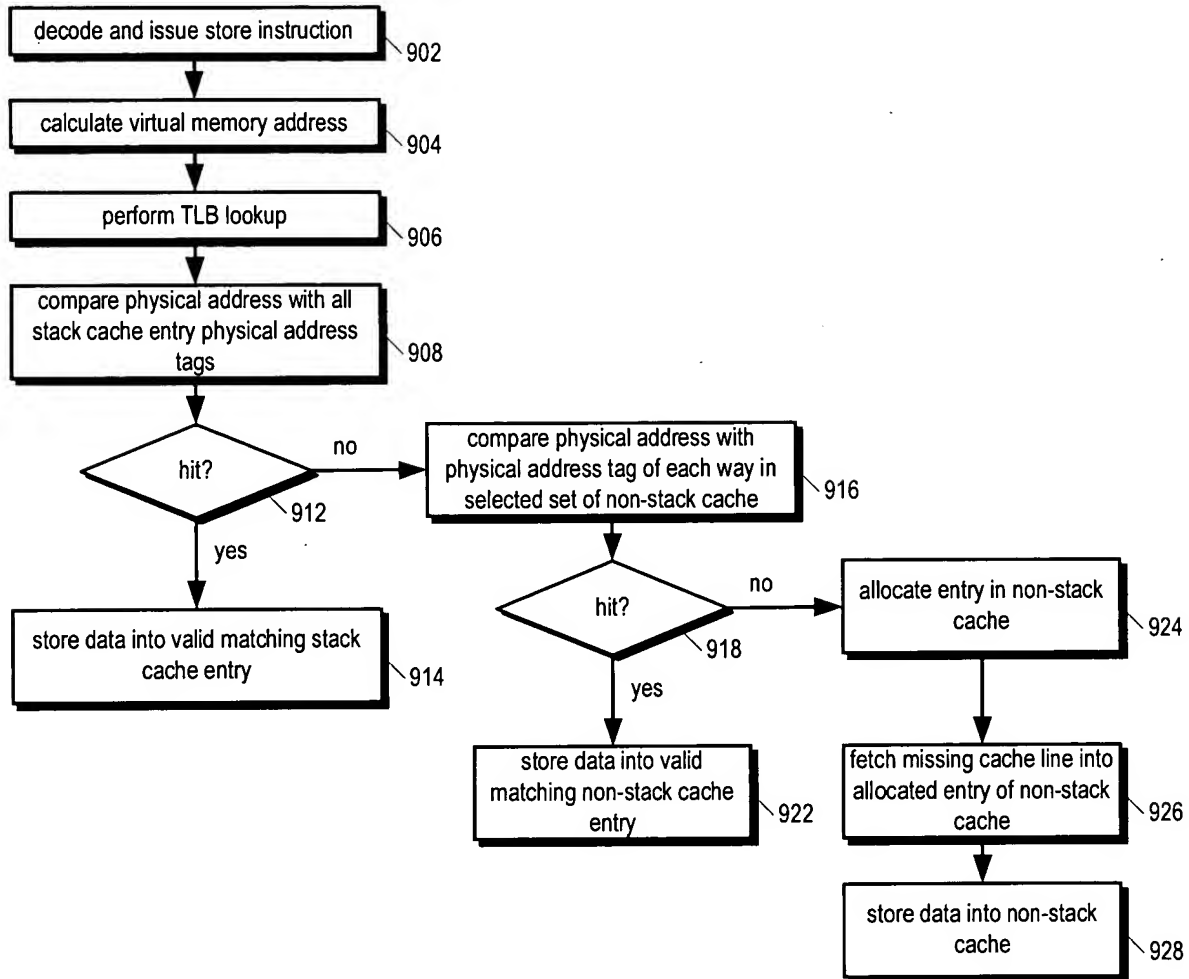 decode and issue store instruction
902
calculate virtual memory address
904
perform TLB lookup
906
compare physical address with all
stack cache entry physical address
tags
908
hit?
912
no
yes
store data into valid matching stack
cache entry
914
compare physical address with
physical address tag of each way in
selected set of non-stack cache
916
hit?
918
no
yes
store data into valid
matching non-stack cache
entry
922
allocate entry in non-stack
cache
924
fetch missing cache line into
allocated entry of non-stack
cache
926
store data into non-stack
cache
928